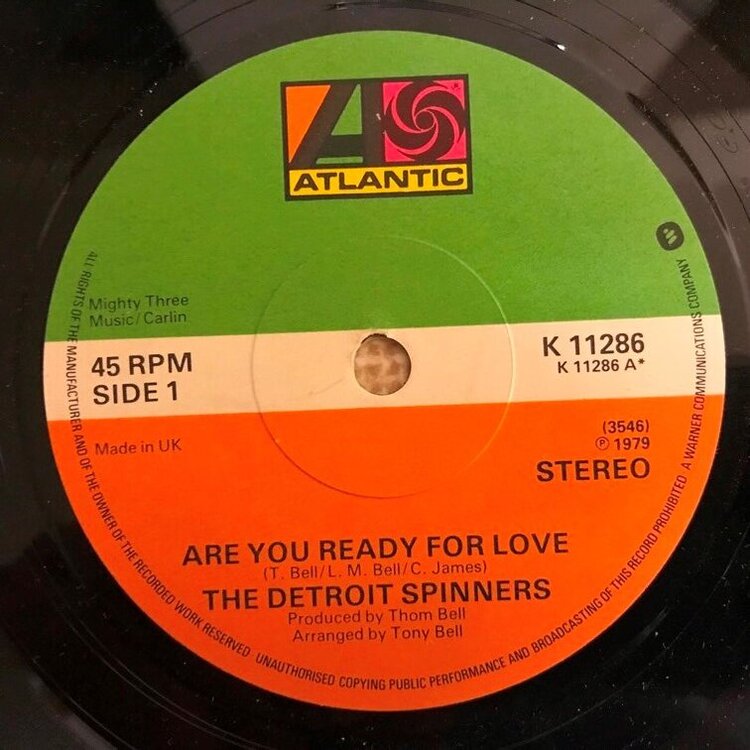 ATLANTIC
Mighty Three
Music/Carlin
45 RPM
SIDE 1
K 11286
K 11286 A*
Made in UK
(3546)
℗ 1979
STEREO
ARE YOU READY FOR LOVE
(T. Bell/L. M. Bell/C. James)
THE DETROIT SPINNERS
Produced by Thom Bell
Arranged by Tony Bell
ALL RIGHTS OF THE MANUFACTURER AND OF THE OWNER OF THE RECORDED WORK RESERVED UNAUTHORISED COPYING PUBLIC PERFORMANCE AND BROADCASTING OF THIS RECORD PROHIBITED A WARNER COMMUNICATIONS COMPANY